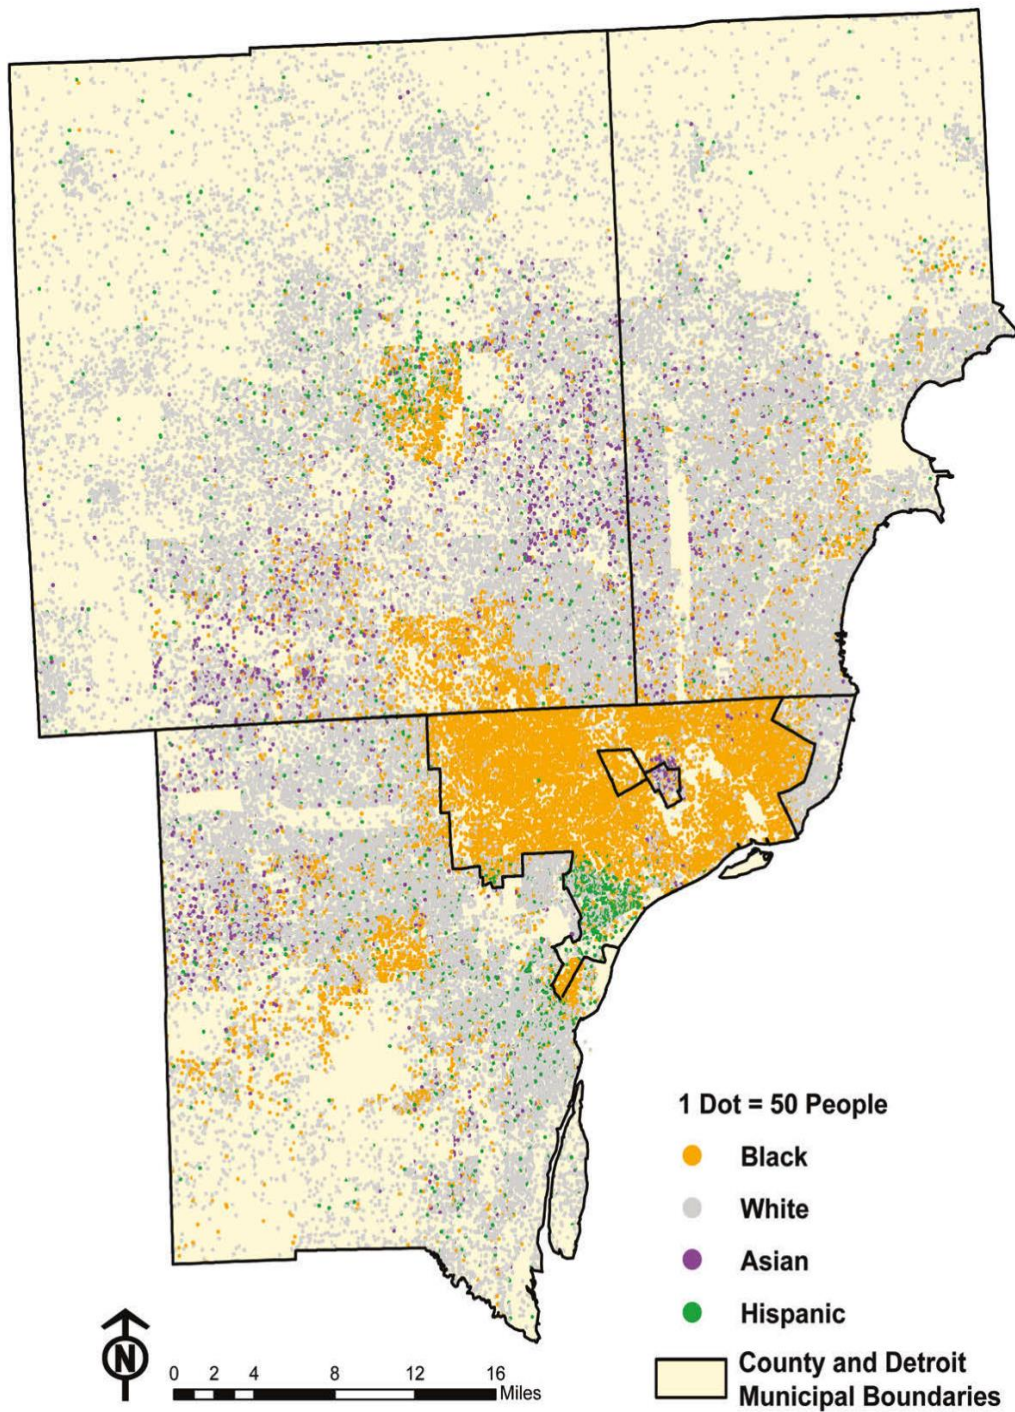 1 Dot = 50 People
Black
White
Asian
Hispanic
County and Detroit
Municipal Boundaries
N
0 2 4 8 12 16
Miles